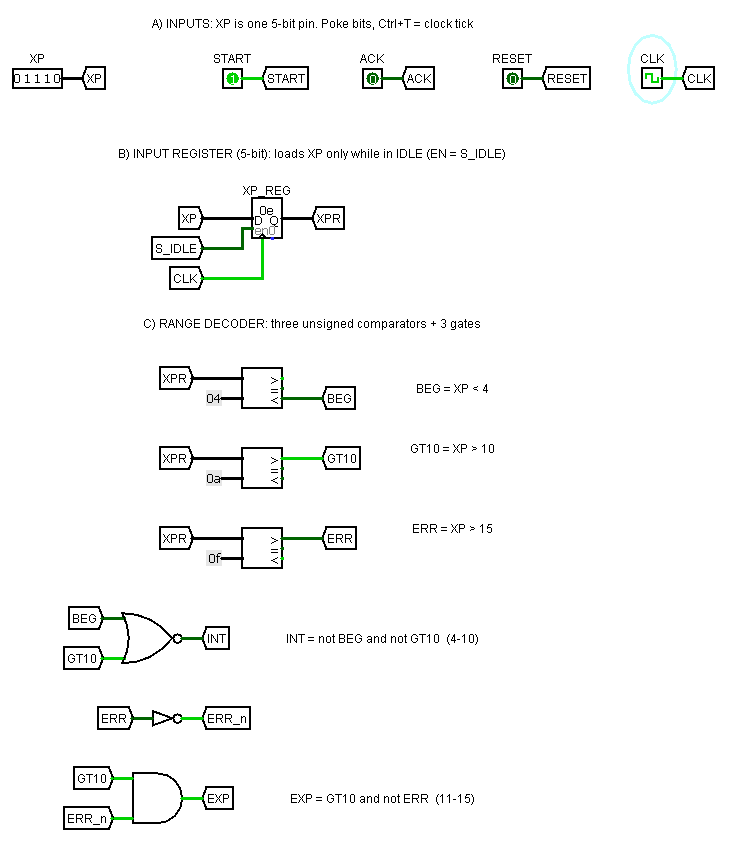 A) INPUTS: XP is one 5-bit pin. Poke bits, Ctrl+T = clock tick
XP START ACK RESET CLK
01110 XP 1 START 0 ACK 0 RESET CLK
B) INPUT REGISTER (5-bit): loads XP only while in IDLE (EN = S_IDLE)
XP_REG
0e
XP D Q XPR
en 0
S_IDLE
CLK
C) RANGE DECODER: three unsigned comparators + 3 gates
XPR >
=
04 < BEG
BEG = XP < 4
XPR > GT10
=
0a <
GT10 = XP > 10
XPR > ERR
=
0f <
ERR = XP > 15
BEG
INT
GT10
INT = not BEG and not GT10 (4-10)
ERR ERR_n
GT10
EXP
ERR_n
EXP = GT10 and not ERR (11-15)